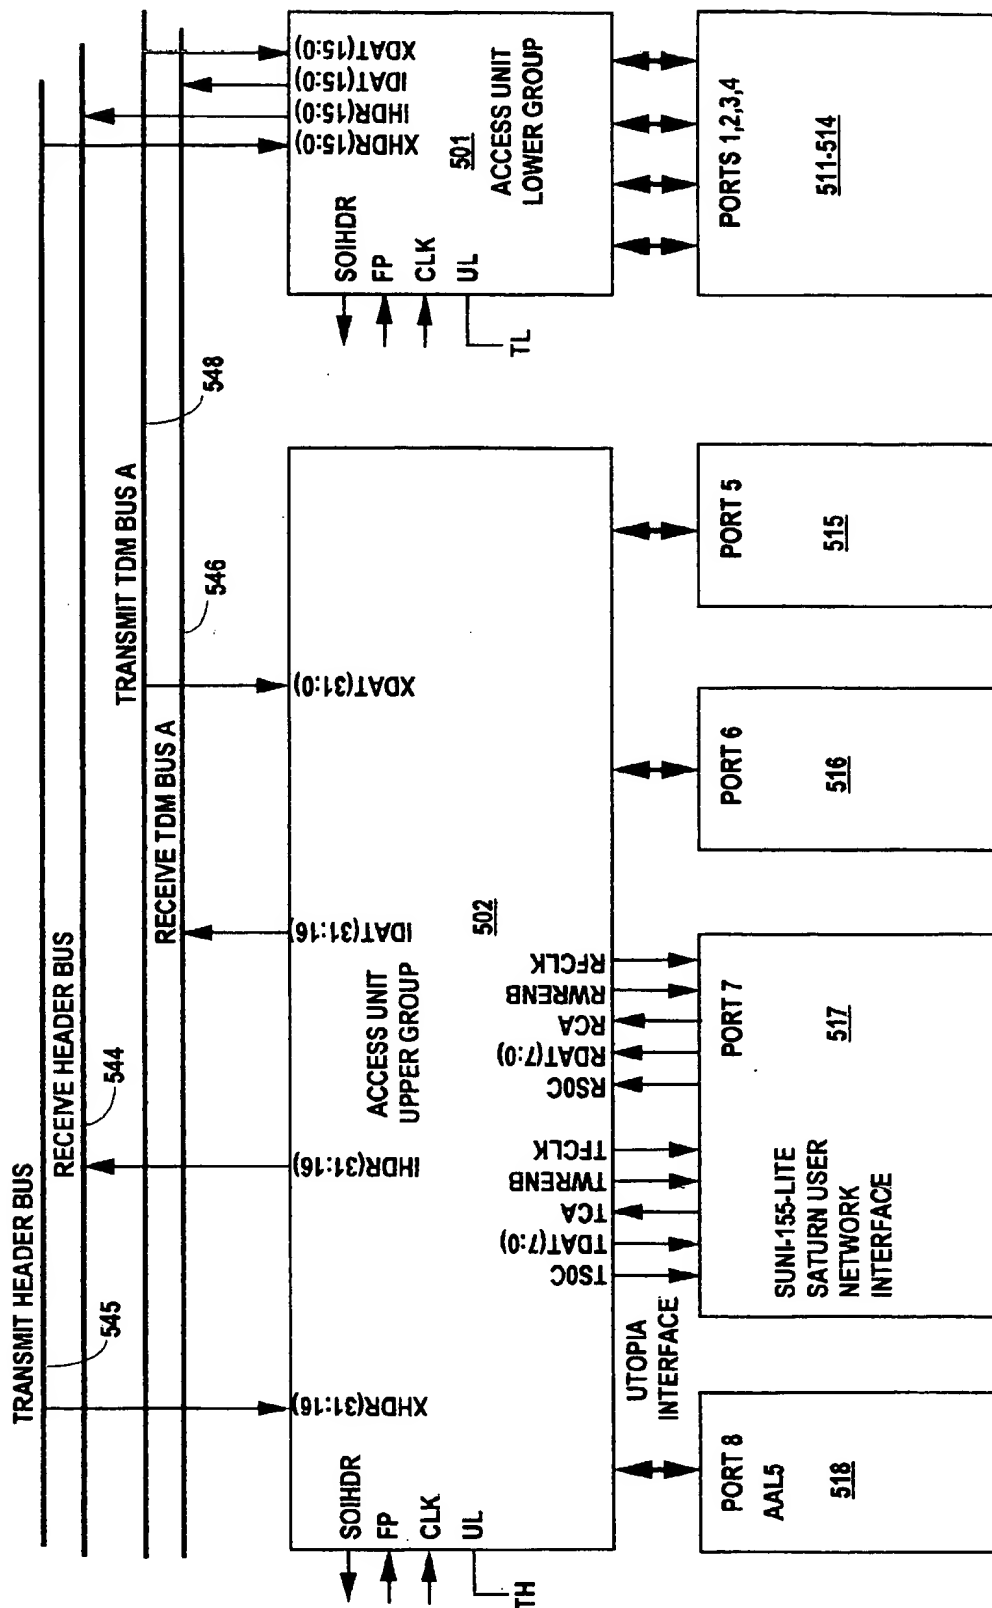 TRANSMIT HEADER BUS
545
RECEIVE HEADER BUS
544
TRANSMIT TDM BUS A
548
RECEIVE TDM BUS A
546
XHDR(31:16)
IHDR(31:16)
IDAT(31:16)
XDAT(31:0)
SOIHDR
FP
CLK
UL
TH
ACCESS UNIT
UPPER GROUP
502
XHDR(15:0)
IHDR(15:0)
IDAT(15:0)
XDAT(15:0)
SOIHDR
FP
CLK
UL
TL
501
ACCESS UNIT
LOWER GROUP
UTOPIA
INTERFACE
TSOC
TDAT(7:0)
TCA
TWRENB
TFCLK
RSOC
RDAT(7:0)
RCA
RWRENB
RFCLK
PORT 8
AAL5
518
PORT 7
517
SUNI-155-LITE
SATURN USER
NETWORK
INTERFACE
PORT 6
516
PORT 5
515
PORTS 1,2,3,4
511-514